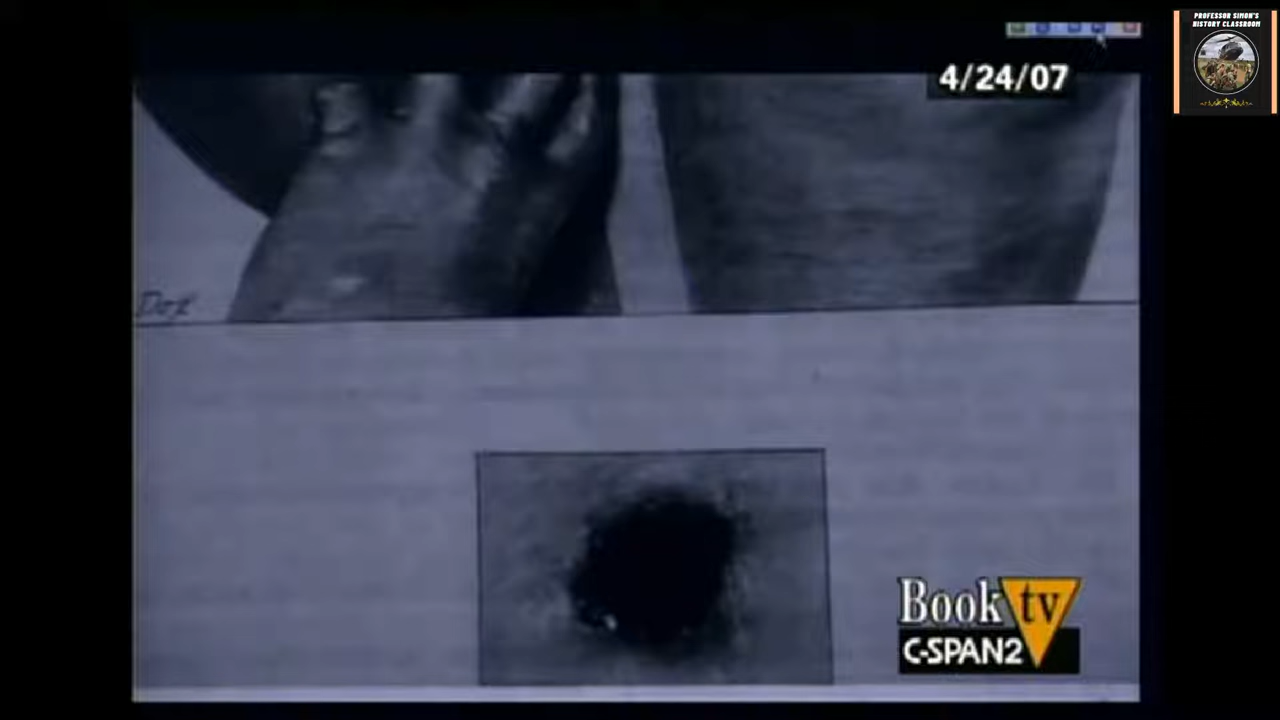 PROFESSOR SIMON'S
HISTORY CLASSROOM
4/24/07
Book tv
C-SPAN2